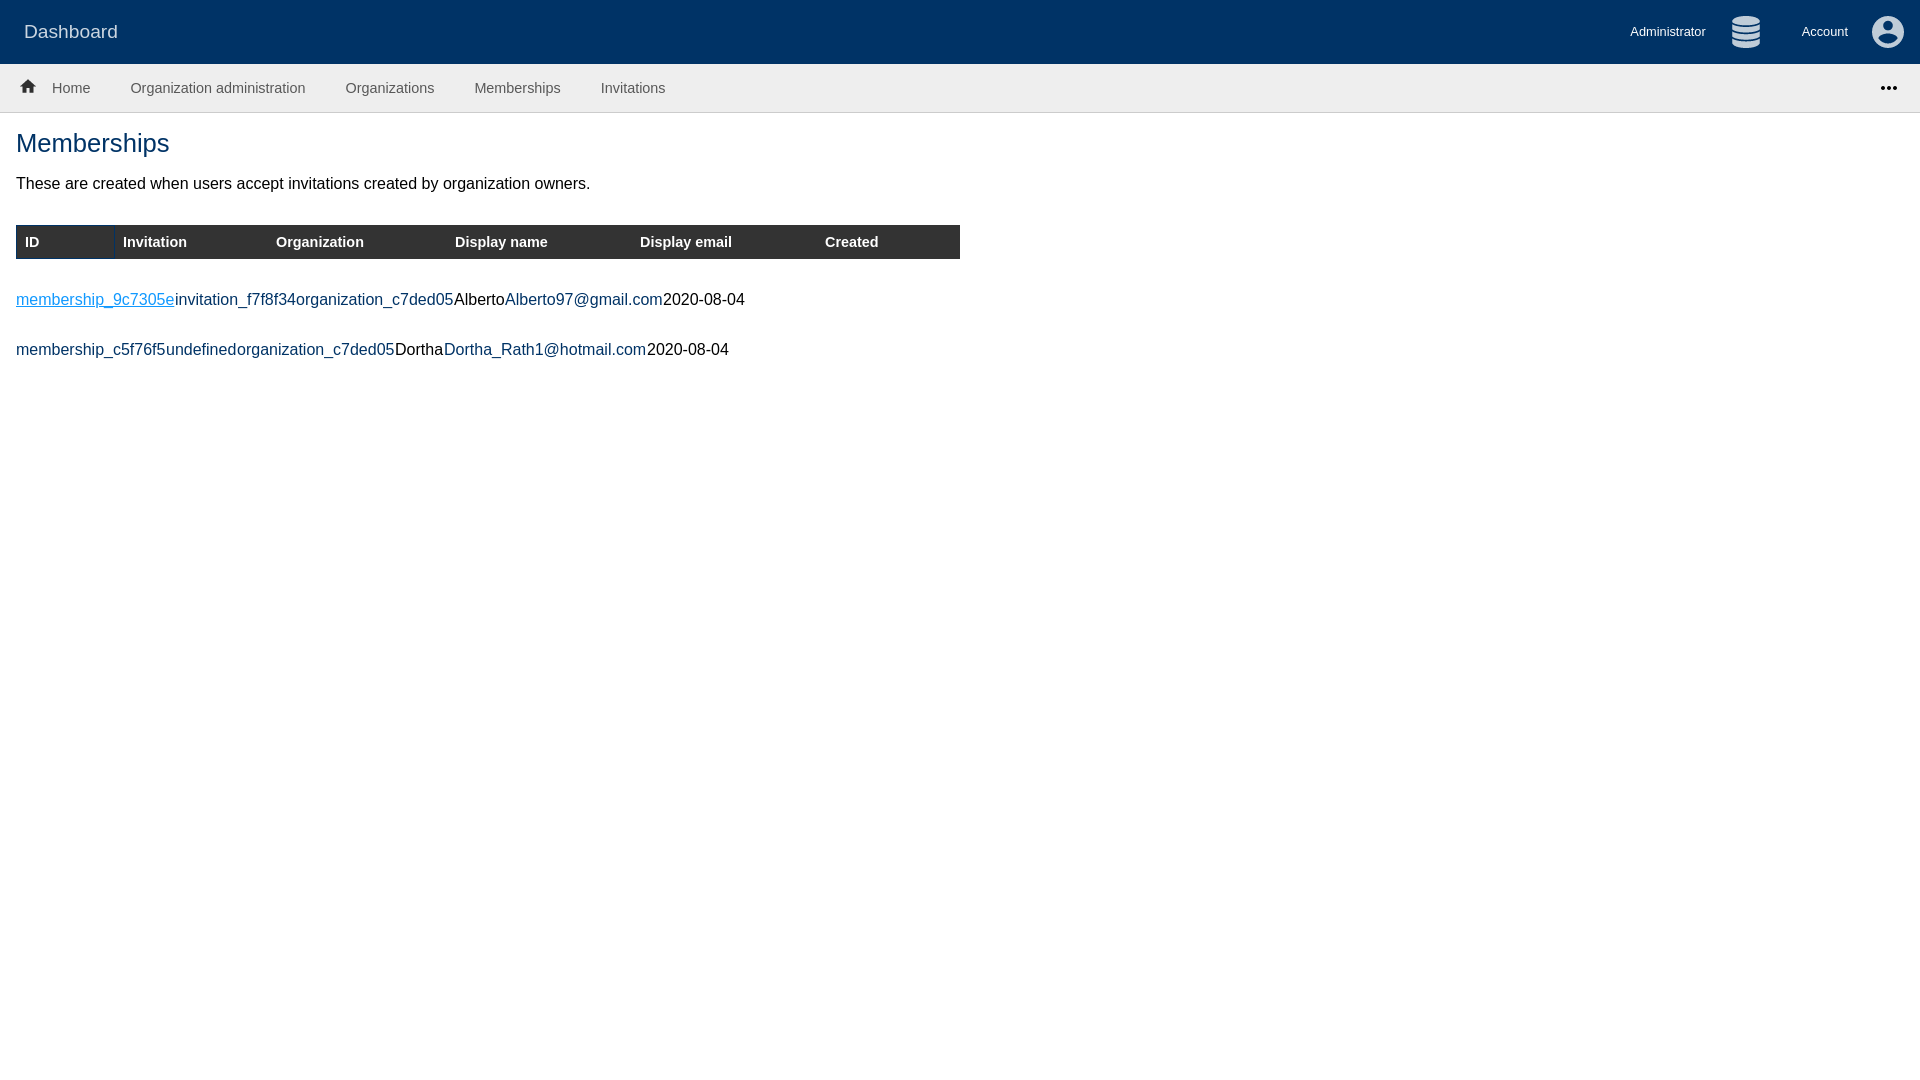 Dashboard
Administrator
Account
Home Organization administration Organizations Memberships Invitations
Memberships
These are created when users accept invitations created by organization owners.
ID Invitation Organization Display name Display email Created
membership_9c7305einvitation_f7f8f34organization_c7ded05AlbertoAlberto97@gmail.com2020-08-04
membership_c5f76f5undefinedorganization_c7ded05DorthaDortha_Rath1@hotmail.com2020-08-04